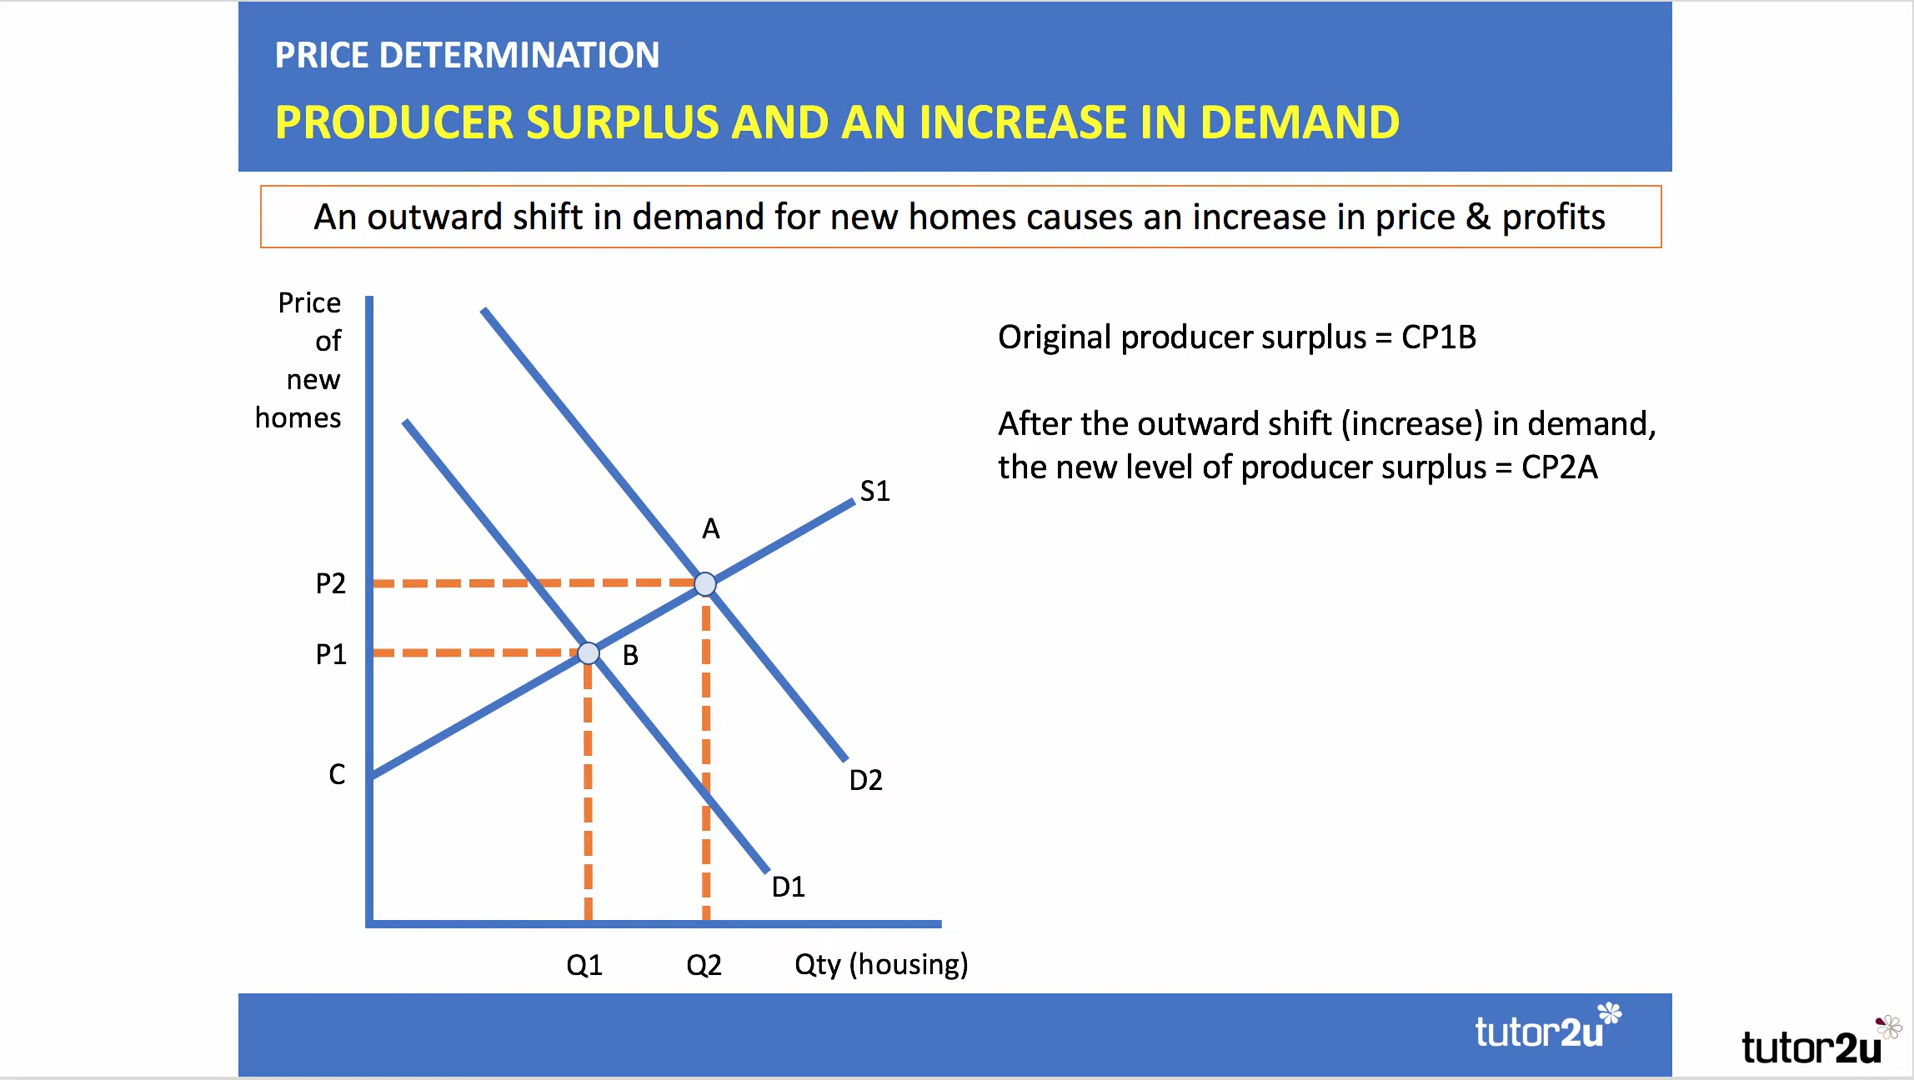 PRICE DETERMINATION
PRODUCER SURPLUS AND AN INCREASE IN DEMAND
An outward shift in demand for new homes causes an increase in price & profits
Price
of
new
homes
Original producer surplus = CP1B
After the outward shift (increase) in demand,
the new level of producer surplus = CP2A
S1
A
P2
P1
B
C
D2
D1
Q1
Q2
Qty (housing)
tutor2u
tutor2u